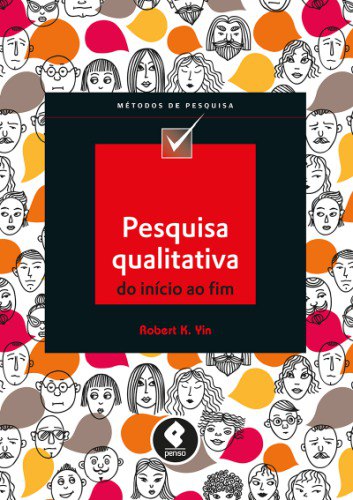 MÉTODOS DE PESQUISA
Pesquisa
qualitativa
do início ao fim
Robert K. Yin
penso